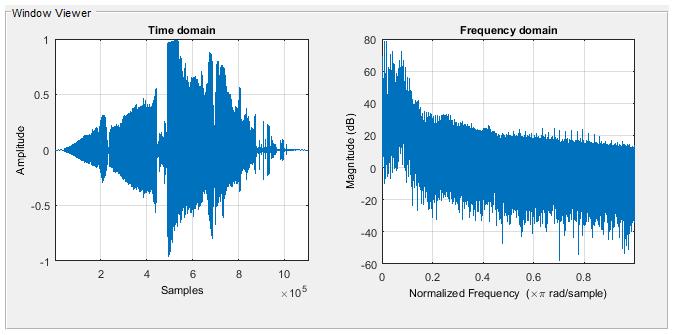 Window Viewer
Time domain
Amplitude
1
0.5
0
-0.5
-1
2 4 6 8 10
Samples
×10^5
Frequency domain
Magnitude (dB)
80
60
40
20
0
-20
-40
-60
0 0.2 0.4 0.6 0.8
Normalized Frequency (×π rad/sample)